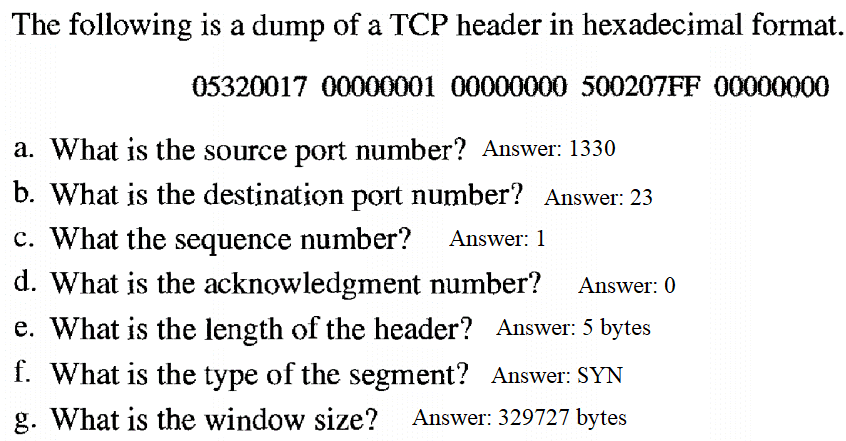 The following is a dump of a TCP header in hexadecimal format.
05320017 00000001 00000000 500207FF 00000000
a. What is the source port number? Answer: 1330
b. What is the destination port number? Answer: 23
c. What the sequence number? Answer: 1
d. What is the acknowledgment number? Answer: 0
e. What is the length of the header? Answer: 5 bytes
f. What is the type of the segment? Answer: SYN
g. What is the window size? Answer: 329727 bytes